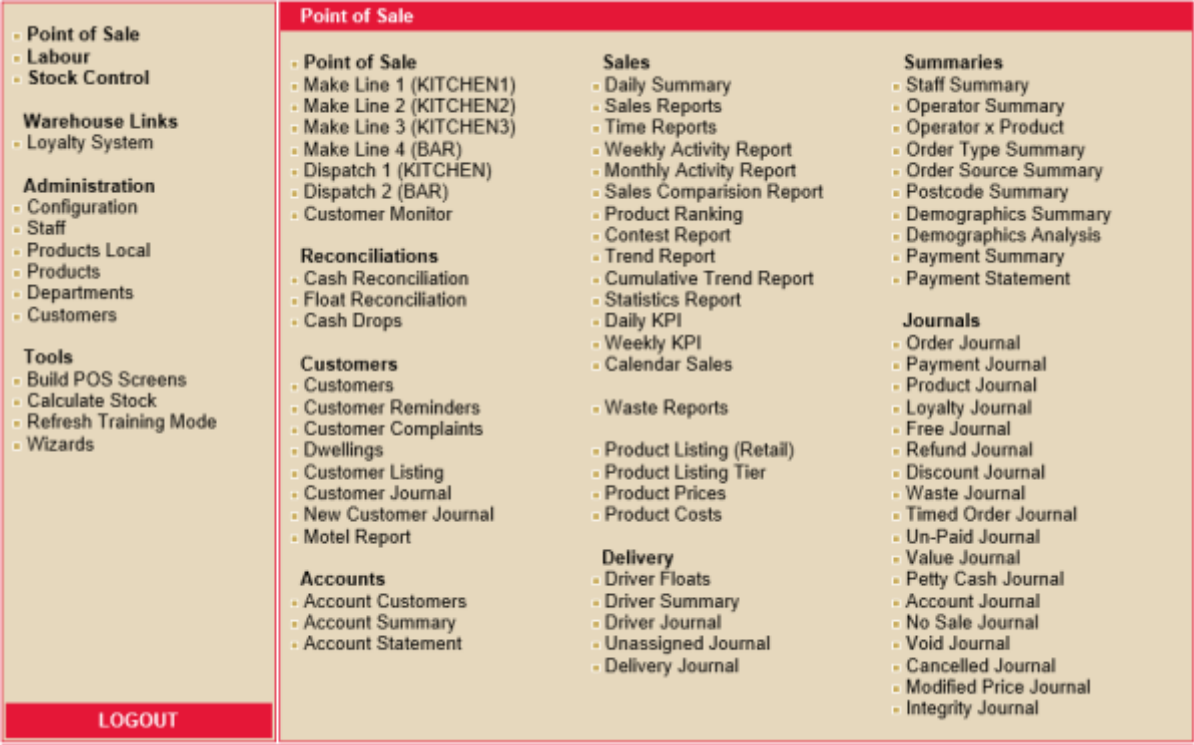 Point of Sale
Labour
Stock Control
Warehouse Links
Loyalty System
Administration
Configuration
Staff
Products Local
Products
Departments
Customers
Tools
Build POS Screens
Calculate Stock
Refresh Training Mode
Wizards
LOGOUT
Point of Sale
Point of Sale
Make Line 1 (KITCHEN1)
Make Line 2 (KITCHEN2)
Make Line 3 (KITCHEN3)
Make Line 4 (BAR)
Dispatch 1 (KITCHEN)
Dispatch 2 (BAR)
Customer Monitor
Reconciliations
Cash Reconciliation
Float Reconciliation
Cash Drops
Customers
Customers
Customer Reminders
Customer Complaints
Dwellings
Customer Listing
Customer Journal
New Customer Journal
Motel Report
Accounts
Account Customers
Account Summary
Account Statement
Sales
Daily Summary
Sales Reports
Time Reports
Weekly Activity Report
Monthly Activity Report
Sales Comparision Report
Product Ranking
Contest Report
Trend Report
Cumulative Trend Report
Statistics Report
Daily KPI
Weekly KPI
Calendar Sales
Waste Reports
Product Listing (Retail)
Product Listing Tier
Product Prices
Product Costs
Delivery
Driver Floats
Driver Summary
Driver Journal
Unassigned Journal
Delivery Journal
Summaries
Staff Summary
Operator Summary
Operator x Product
Order Type Summary
Order Source Summary
Postcode Summary
Demographics Summary
Demographics Analysis
Payment Summary
Payment Statement
Journals
Order Journal
Payment Journal
Product Journal
Loyalty Journal
Free Journal
Refund Journal
Discount Journal
Waste Journal
Timed Order Journal
Un-Paid Journal
Value Journal
Petty Cash Journal
Account Journal
No Sale Journal
Void Journal
Cancelled Journal
Modified Price Journal
Integrity Journal